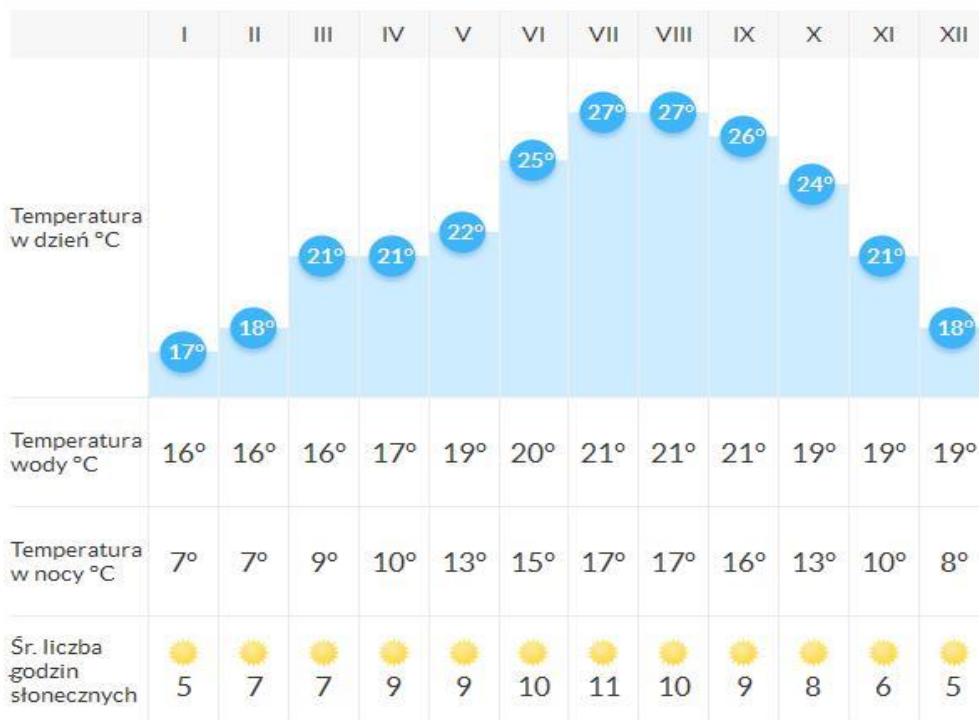 I II III IV V VI VII VIII IX X XI XII
Temperatura
w dzień °C
17° 18° 21° 21° 22° 25° 27° 27° 26° 24° 21° 18°
Temperatura
wody °C
16° 16° 16° 17° 19° 20° 21° 21° 21° 19° 19° 19°
Temperatura
w nocy °C
7° 7° 9° 10° 13° 15° 17° 17° 16° 13° 10° 8°
Śr. liczba
godzin
słonecznych
5 7 7 9 9 10 11 10 9 8 6 5